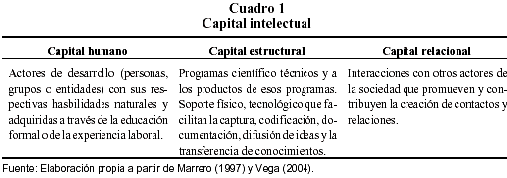 Cuadro 1
Capital intelectual
Capital humano
Actores de desarrollo (personas,
grupos o entidades) con sus res-
pectivas hasbilidades naturales y
adquiridas a través de la educación
formal o de la experiencia laboral.
Capital estructural
Programas científico técnicos y a
los productos de esos programas.
Soporte físico, tecnológico que fa-
cilitan la captura, codificación, do-
cumentación, difusión de ideas y la
transferencia de conocimientos.
Capital relacional
Interacciones con otros actores de
la sociedad que promueven y con-
tribuyen la creación de contactos y
relaciones.
Fuente: Elaboración propia a partir de Marrero (1997) y Vega (2004).